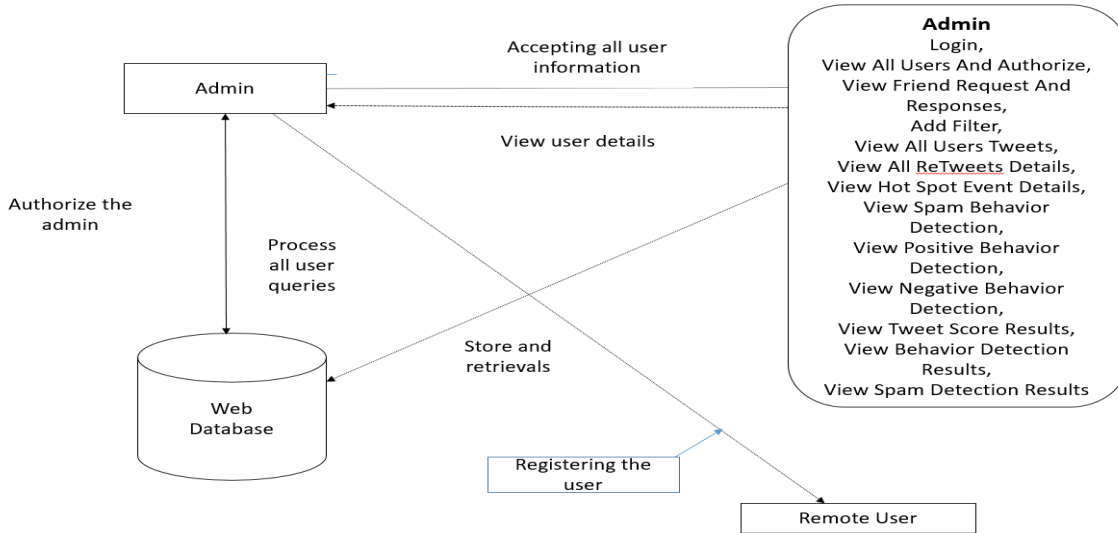 Accepting all user
information
Admin
View user details
Authorize the
admin
Process
all user
queries
Store and
retrievals
Web
Database
Registering the
user
Remote User
Admin
Login,
View All Users And Authorize,
View Friend Request And
Responses,
Add Filter,
View All Users Tweets,
View All ReTweets Details,
View Hot Spot Event Details,
View Spam Behavior
Detection,
View Positive Behavior
Detection,
View Negative Behavior
Detection,
View Tweet Score Results,
View Behavior Detection
Results,
View Spam Detection Results